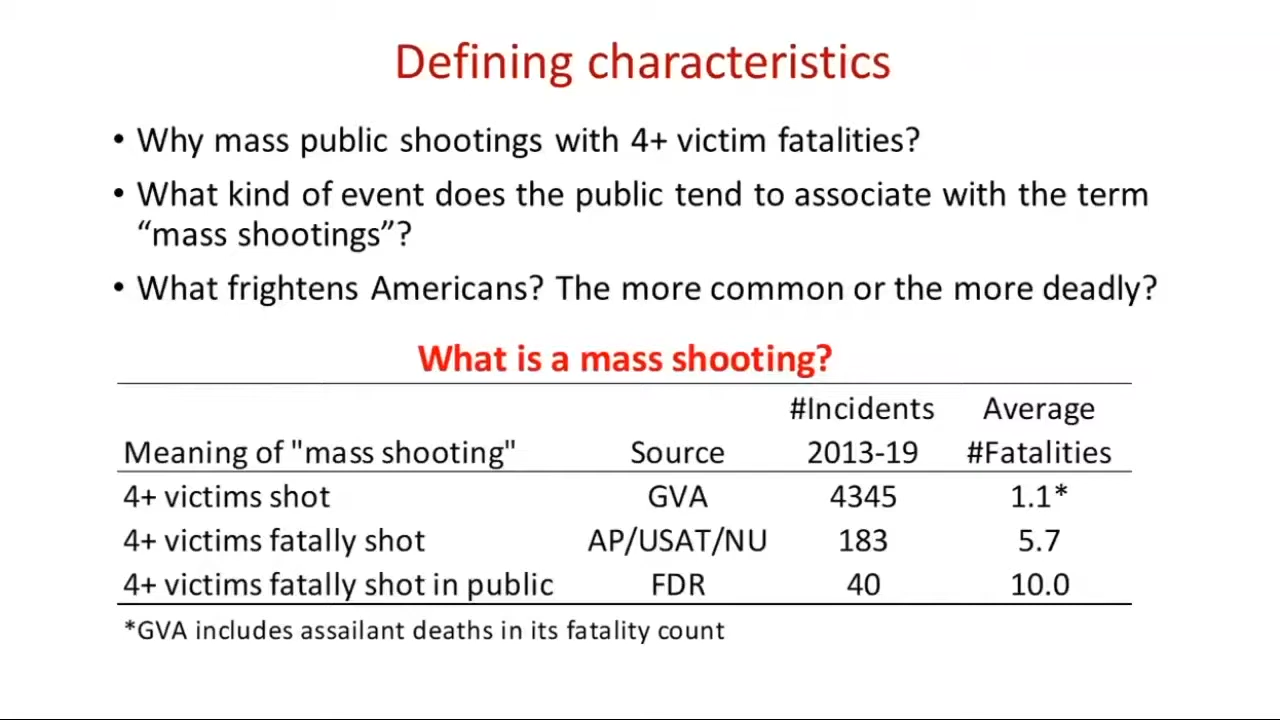 Defining characteristics
• Why mass public shootings with 4+ victim fatalities?
• What kind of event does the public tend to associate with the term
“mass shootings”?
• What frightens Americans? The more common or the more deadly?
What is a mass shooting?
#Incidents Average
Meaning of "mass shooting" Source 2013-19 #Fatalities
4+ victims shot GVA 4345 1.1*
4+ victims fatally shot AP/USAT/NU 183 5.7
4+ victims fatally shot in public FDR 40 10.0
*GVA includes assailant deaths in its fatality count